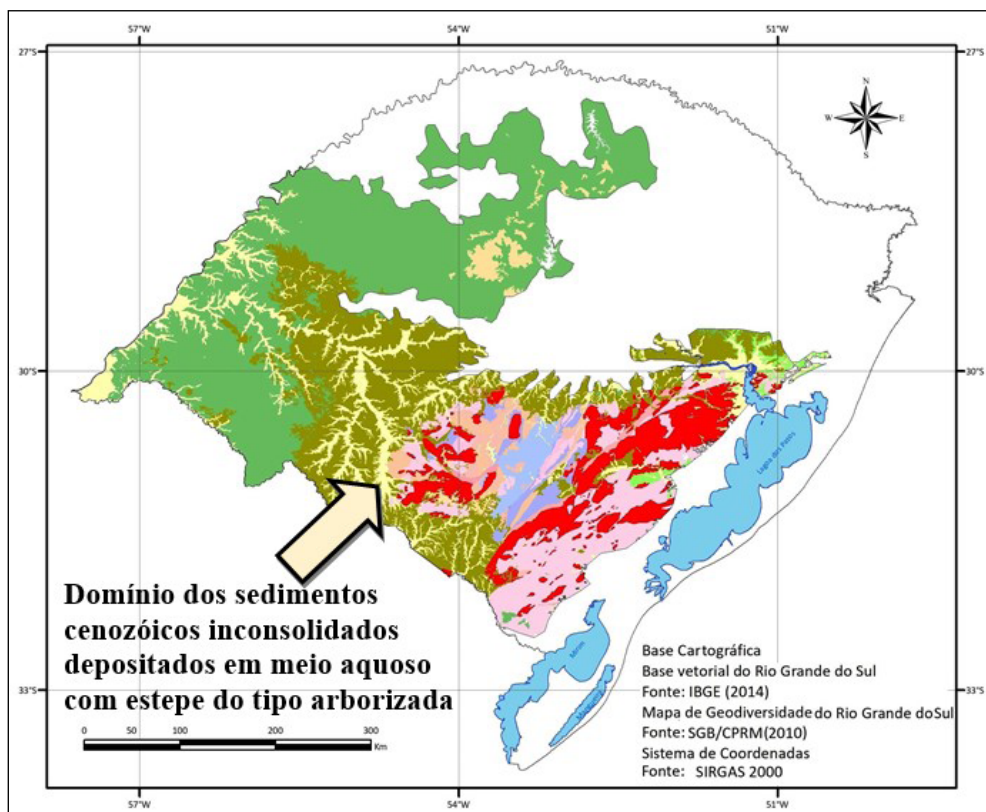 57°W 54°W 51°W
27°S 27°S
N
W E
S
30°S 30°S
Lagoa dos Patos
Domínio dos sedimentos
cenozóicos inconsolidados
depositados em meio aquoso
com estepe do tipo arborizada
Mirim
Mangueira
33°S 33°S
Base Cartográfica
Base vetorial do Rio Grande do Sul
Fonte: IBGE (2014)
Mapa de Geodiversidade do Rio Grande do Sul
Fonte: SGB/CPRM(2010)
Sistema de Coordenadas
Fonte: SIRGAS 2000
0 100 200 300
Km
57°W 54°W 51°W